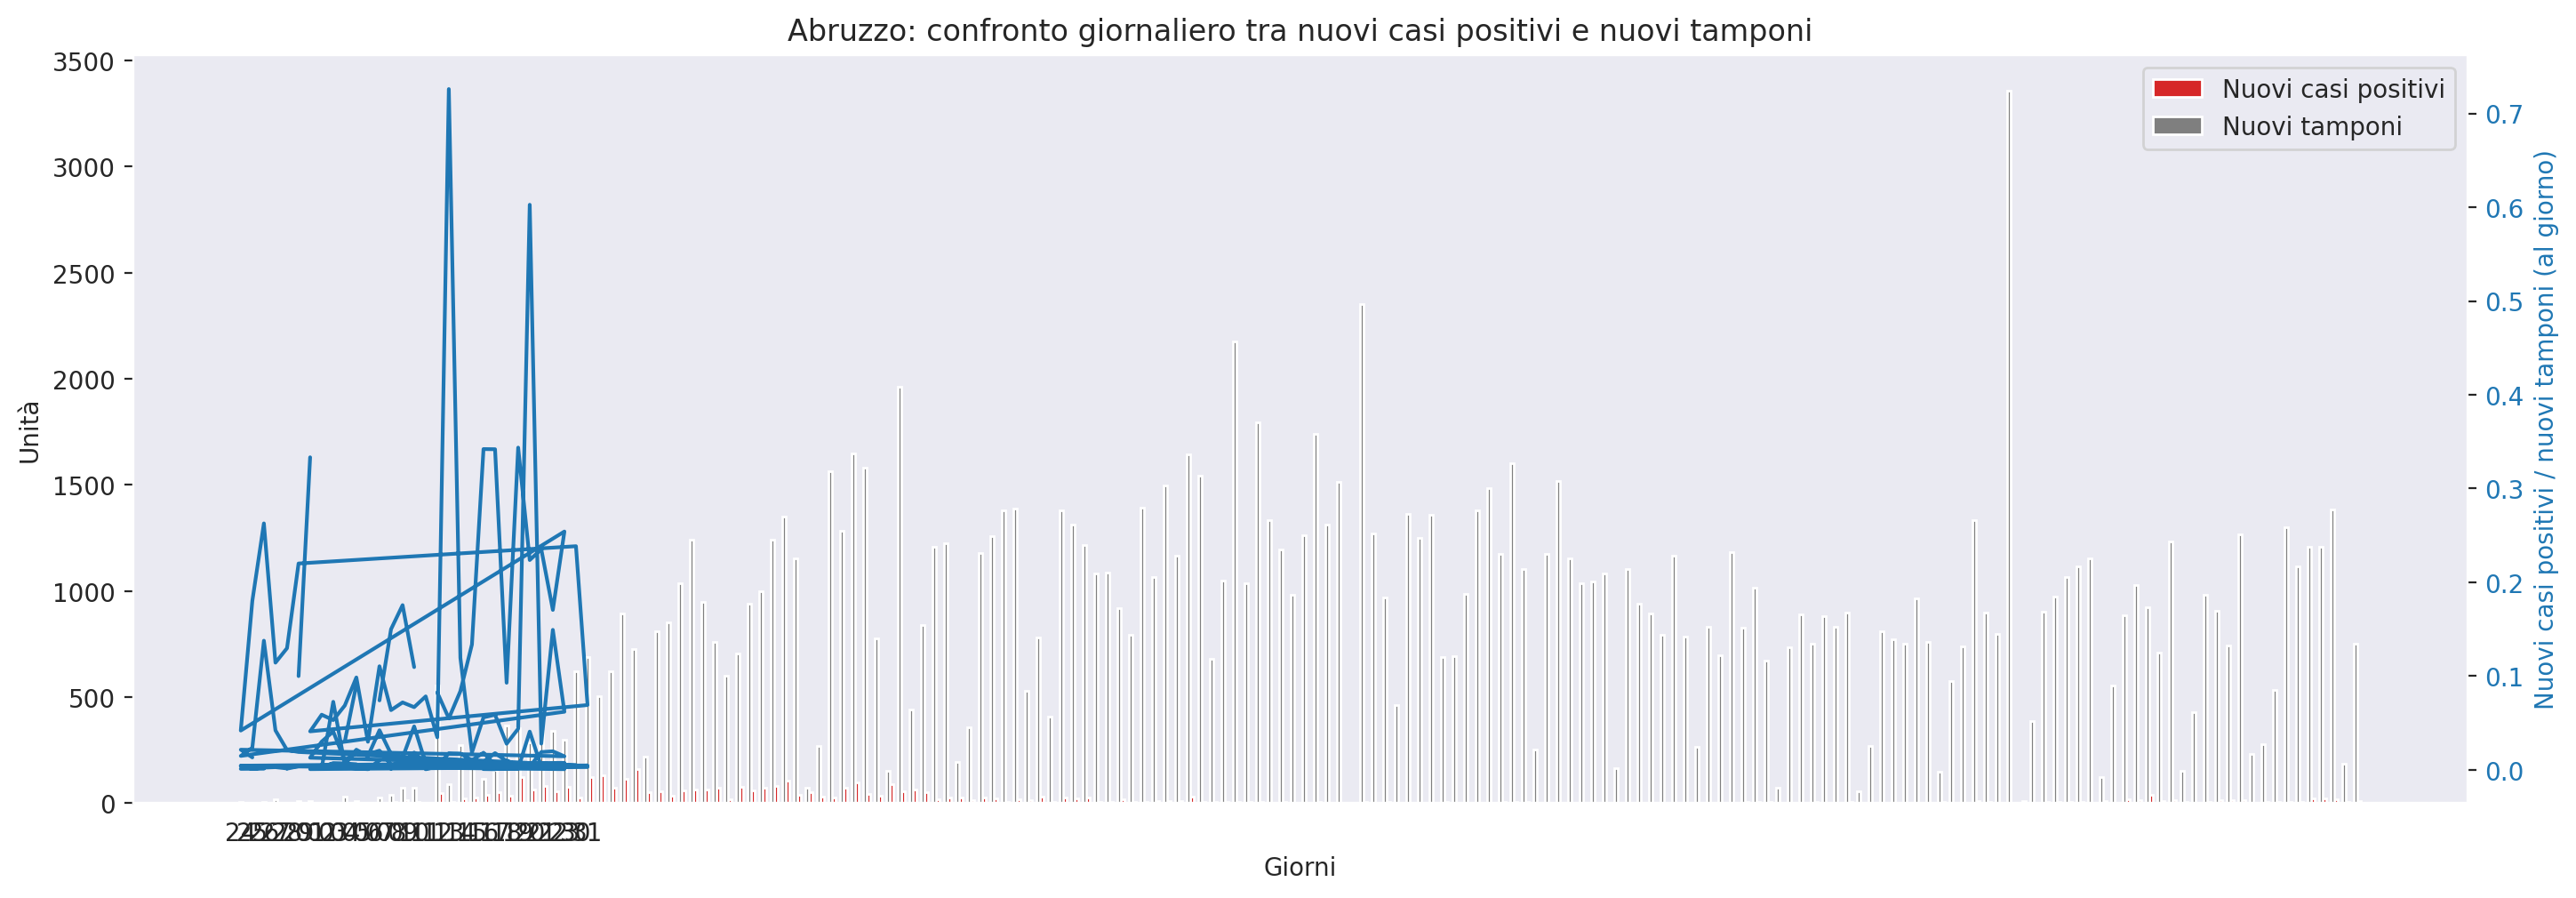 Abruzzo: confronto giornaliero tra nuovi casi positivi e nuovi tamponi
Nuovi casi positivi
Nuovi tamponi
3500
3000
2500
2000
1500
1000
500
0
Unità
0.7
0.6
0.5
0.4
0.3
0.2
0.1
0.0
Nuovi casi positivi / nuovi tamponi (al giorno)
Giorni